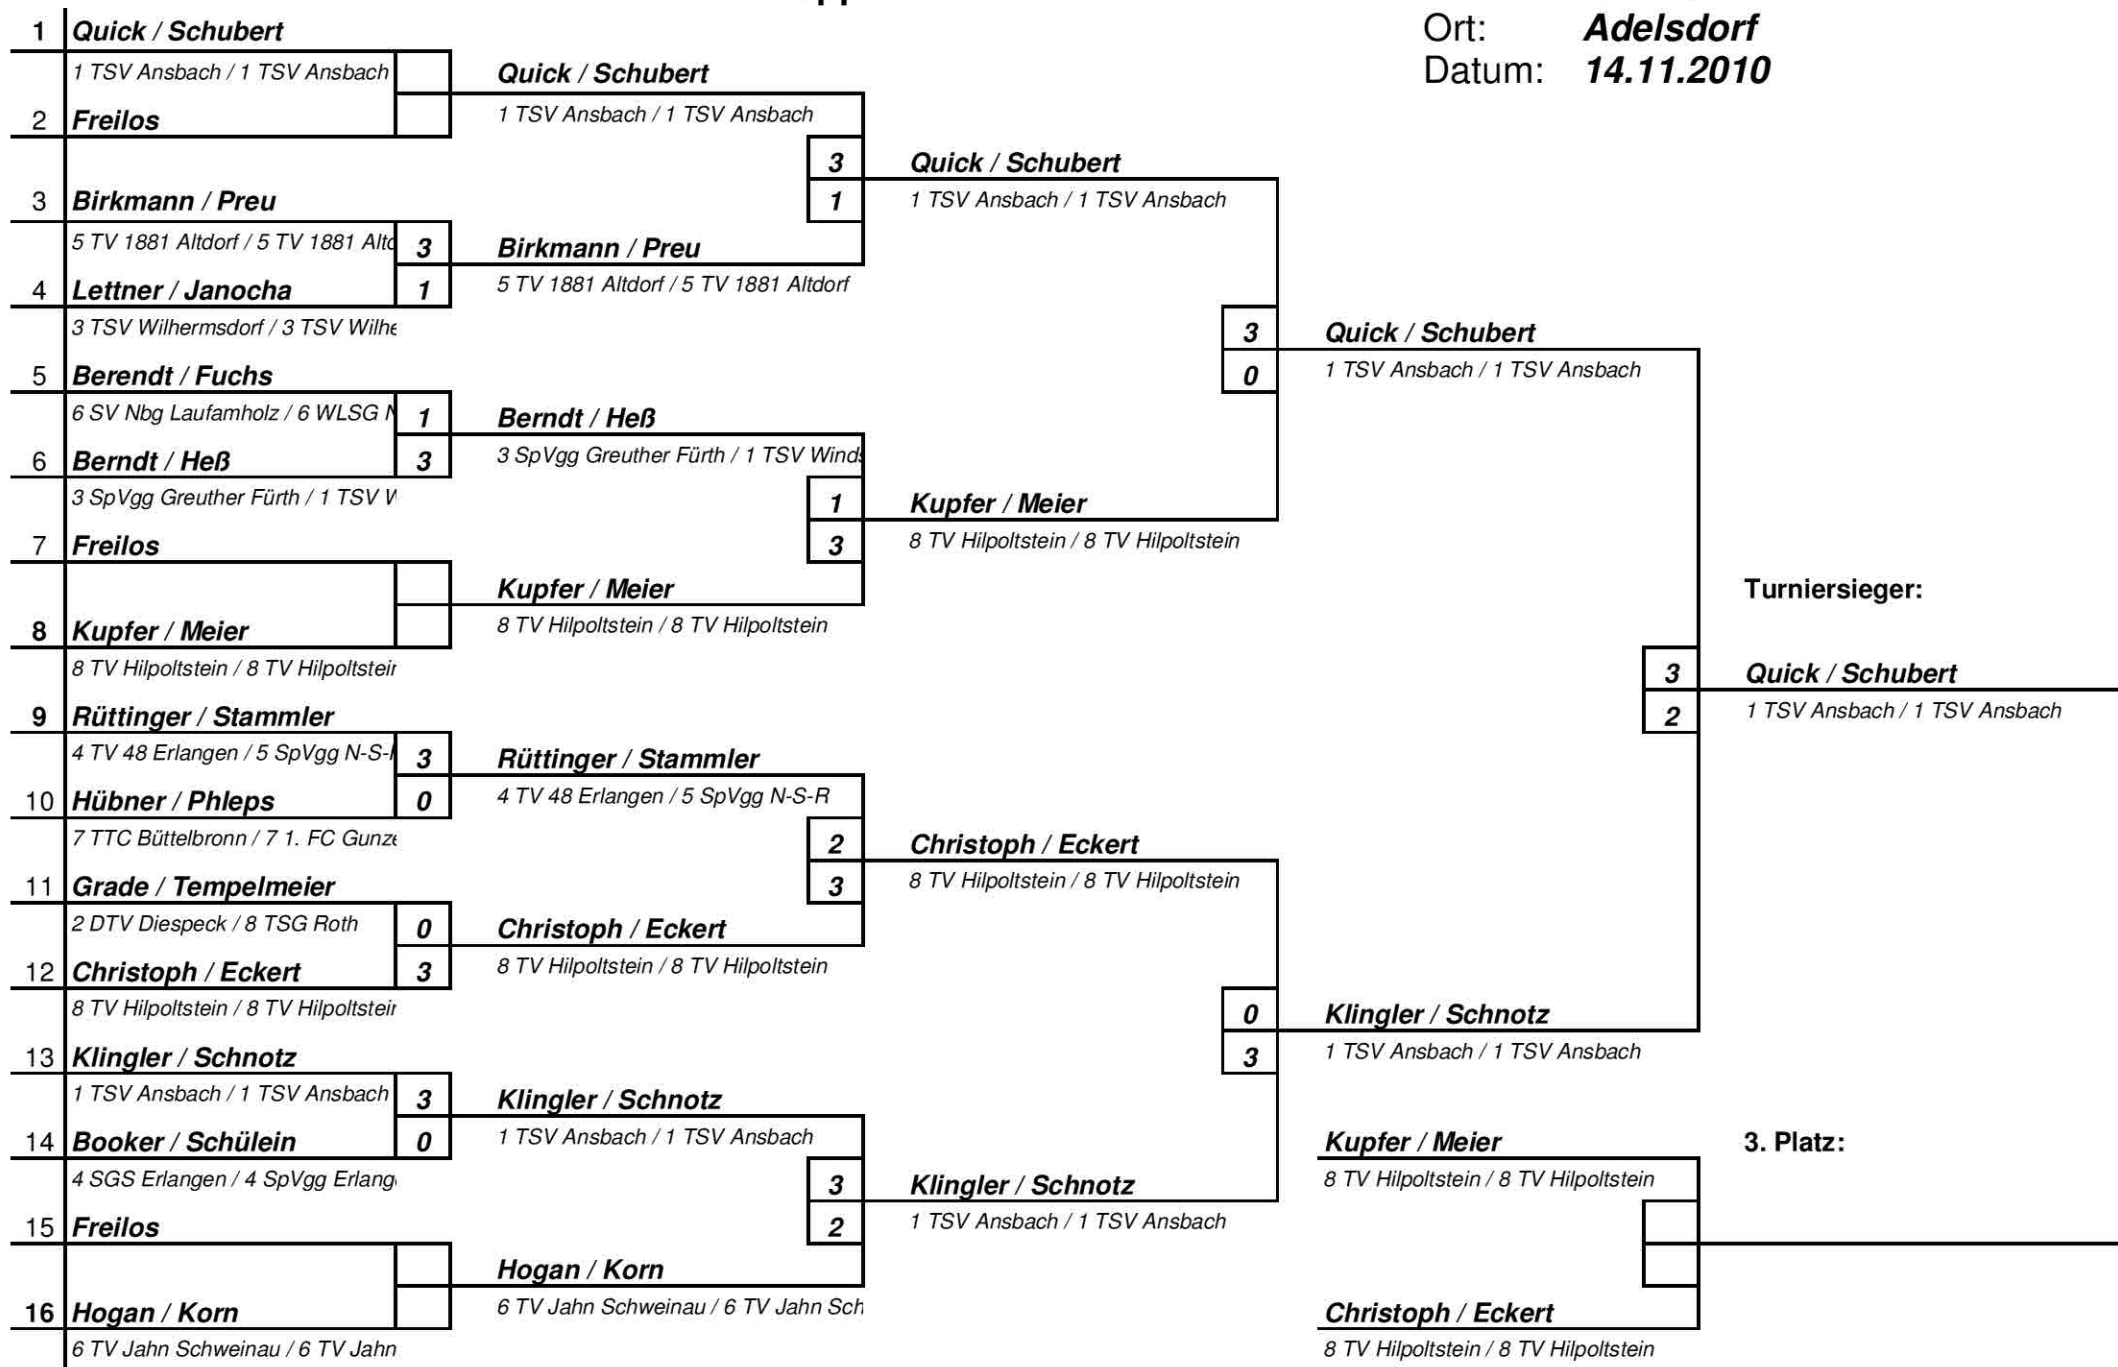 Ort: Adelsdorf
Datum: 14.11.2010
1 Quick / Schubert
1 TSV Ansbach / 1 TSV Ansbach
2 Freilos
3 Birkmann / Preu
5 TV 1881 Altdorf / 5 TV 1881 Altd
3
4 Lettner / Janocha
1
3 TSV Wilhermsdorf / 3 TSV Wilhe
5 Berendt / Fuchs
6 SV Nbg Laufamholz / 6 WLSG N
1
6 Berndt / Heß
3
3 SpVgg Greuther Fürth / 1 TSV W
7 Freilos
8 Kupfer / Meier
8 TV Hilpoltstein / 8 TV Hilpoltstein
9 Rüttinger / Stammler
4 TV 48 Erlangen / 5 SpVgg N-S-
3
10 Hübner / Phleps
0
7 TTC Büttelbronn / 7 1. FC Gunze
11 Grade / Tempelmeier
2 DTV Diespeck / 8 TSG Roth
0
12 Christoph / Eckert
3
8 TV Hilpoltstein / 8 TV Hilpoltstein
13 Klingler / Schnotz
1 TSV Ansbach / 1 TSV Ansbach
3
14 Booker / Schülein
0
4 SGS Erlangen / 4 SpVgg Erlang
15 Freilos
16 Hogan / Korn
6 TV Jahn Schweinau / 6 TV Jahn
Quick / Schubert
1 TSV Ansbach / 1 TSV Ansbach
3
1
Birkmann / Preu
5 TV 1881 Altdorf / 5 TV 1881 Altdorf
Berndt / Heß
3 SpVgg Greuther Fürth / 1 TSV Winds
1
3
Kupfer / Meier
8 TV Hilpoltstein / 8 TV Hilpoltstein
Rüttinger / Stammler
4 TV 48 Erlangen / 5 SpVgg N-S-R
2
3
Christoph / Eckert
8 TV Hilpoltstein / 8 TV Hilpoltstein
Klingler / Schnotz
1 TSV Ansbach / 1 TSV Ansbach
3
2
Hogan / Korn
6 TV Jahn Schweinau / 6 TV Jahn Sch
Quick / Schubert
1 TSV Ansbach / 1 TSV Ansbach
3
0
Kupfer / Meier
8 TV Hilpoltstein / 8 TV Hilpoltstein
Christoph / Eckert
8 TV Hilpoltstein / 8 TV Hilpoltstein
0
3
Klingler / Schnotz
1 TSV Ansbach / 1 TSV Ansbach
Quick / Schubert
1 TSV Ansbach / 1 TSV Ansbach
3
2
Klingler / Schnotz
1 TSV Ansbach / 1 TSV Ansbach
Turniersieger:
Quick / Schubert
1 TSV Ansbach / 1 TSV Ansbach
Kupfer / Meier
8 TV Hilpoltstein / 8 TV Hilpoltstein
3. Platz:
Christoph / Eckert
8 TV Hilpoltstein / 8 TV Hilpoltstein